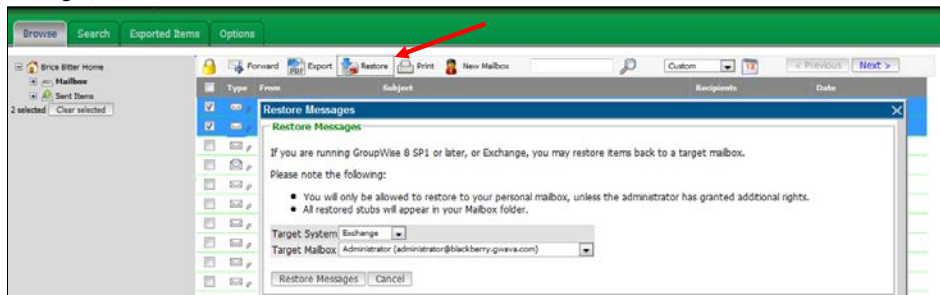 Browse Search Exported Items Options
Brice Bitter Home
Mailbox
Sent Items
2 selected Clear selected
Forward Export Restore Print New Mailbox Custom 12 < Previous Next >
Type From Subject Recipients Date
Restore Messages
Restore Messages
If you are running GroupWise 8 SP1 or later, or Exchange, you may restore items back to a target mailbox.
Please note the following:
• You will only be allowed to restore to your personal mailbox, unless the administrator has granted additional rights.
• All restored stubs will appear in your Mailbox folder.
Target System Exchange
Target Mailbox Administrator (administrator@blackberry.gwava.com)
Restore Messages Cancel